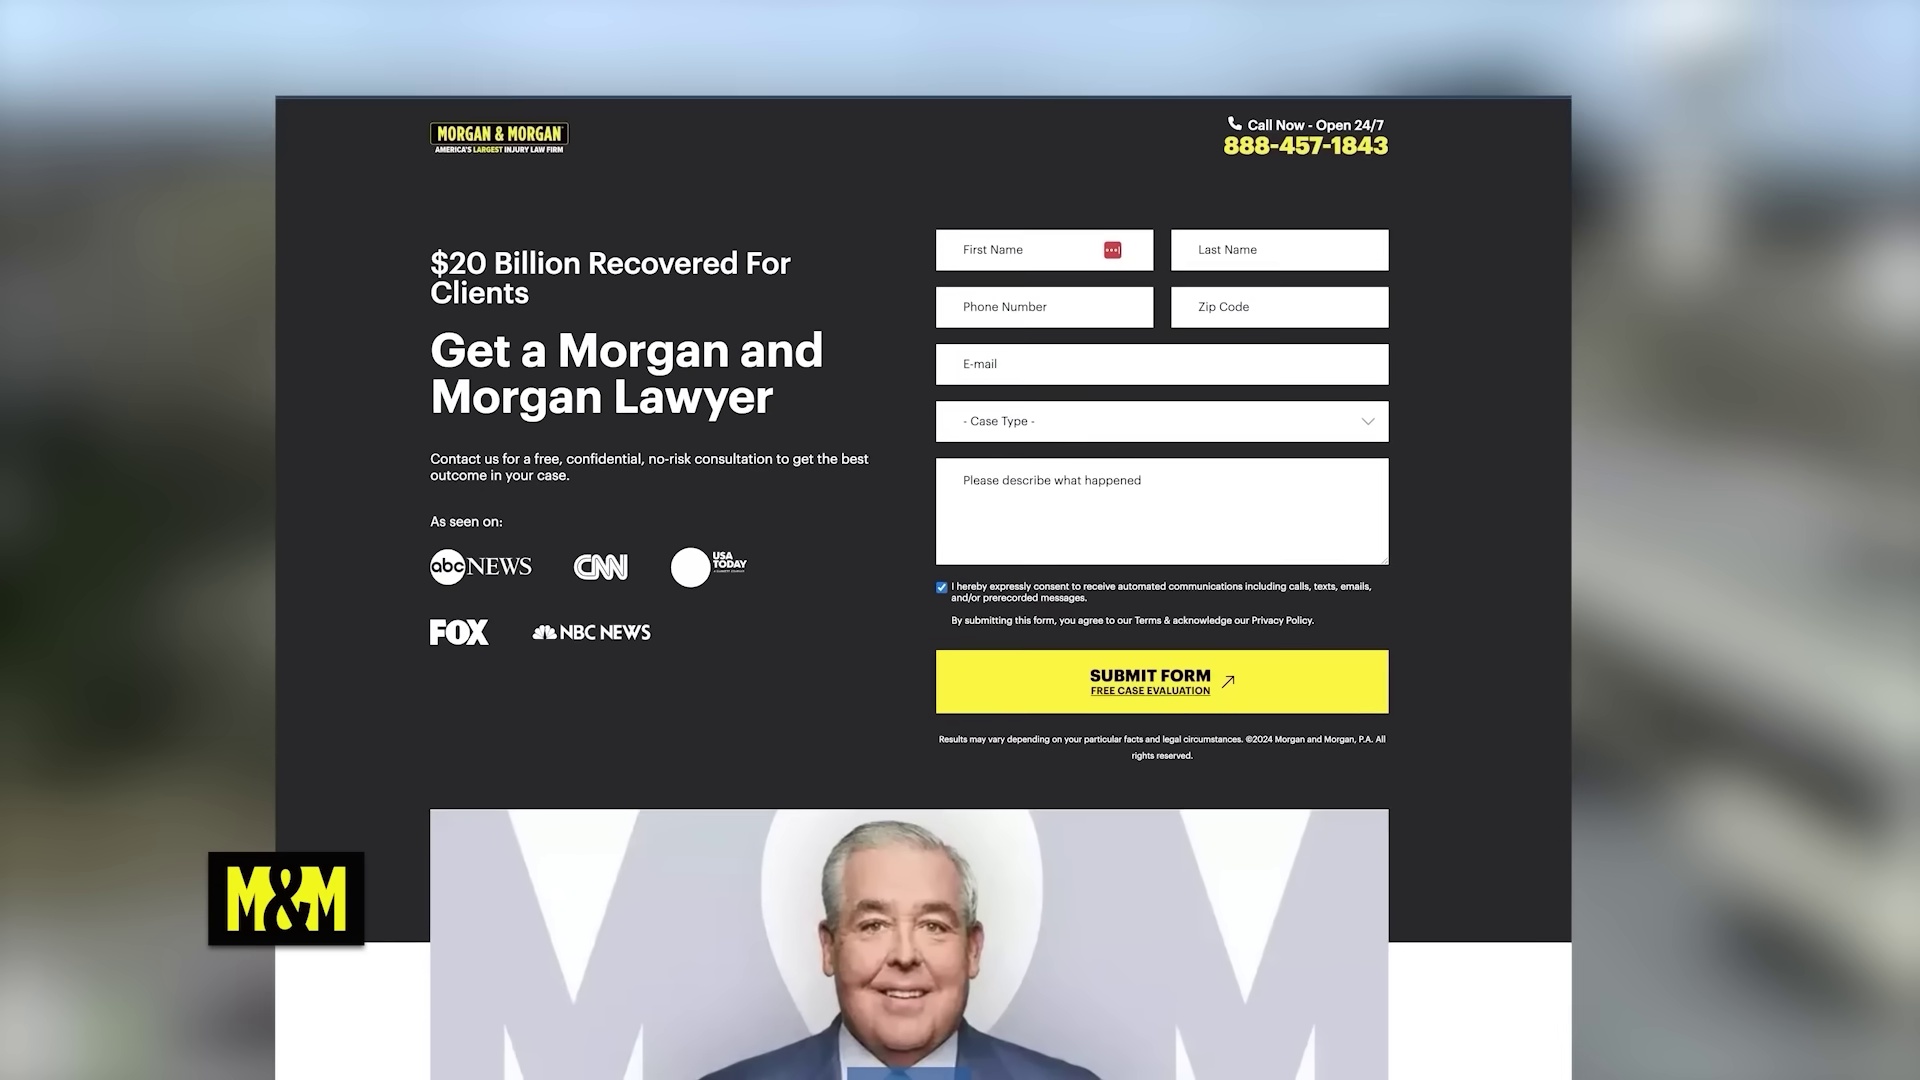 MORGAN & MORGAN
AMERICA'S LARGEST INJURY LAW FIRM
Call Now - Open 24/7
888-457-1843
$20 Billion Recovered For
Clients
Get a Morgan and
Morgan Lawyer
Contact us for a free, confidential, no-risk consultation to get the best
outcome in your case.
As seen on:
abc NEWS
CNN
USA
TODAY
FOX
NBC NEWS
First Name
Last Name
Phone Number
Zip Code
E-mail
- Case Type -
Please describe what happened
I hereby expressly consent to receive automated communications including calls, texts, emails,
and/or prerecorded messages.
By submitting this form, you agree to our Terms & acknowledge our Privacy Policy.
SUBMIT FORM
FREE CASE EVALUATION
Results may vary depending on your particular facts and legal circumstances. ©2024 Morgan and Morgan, P.A. All
rights reserved.
M&M